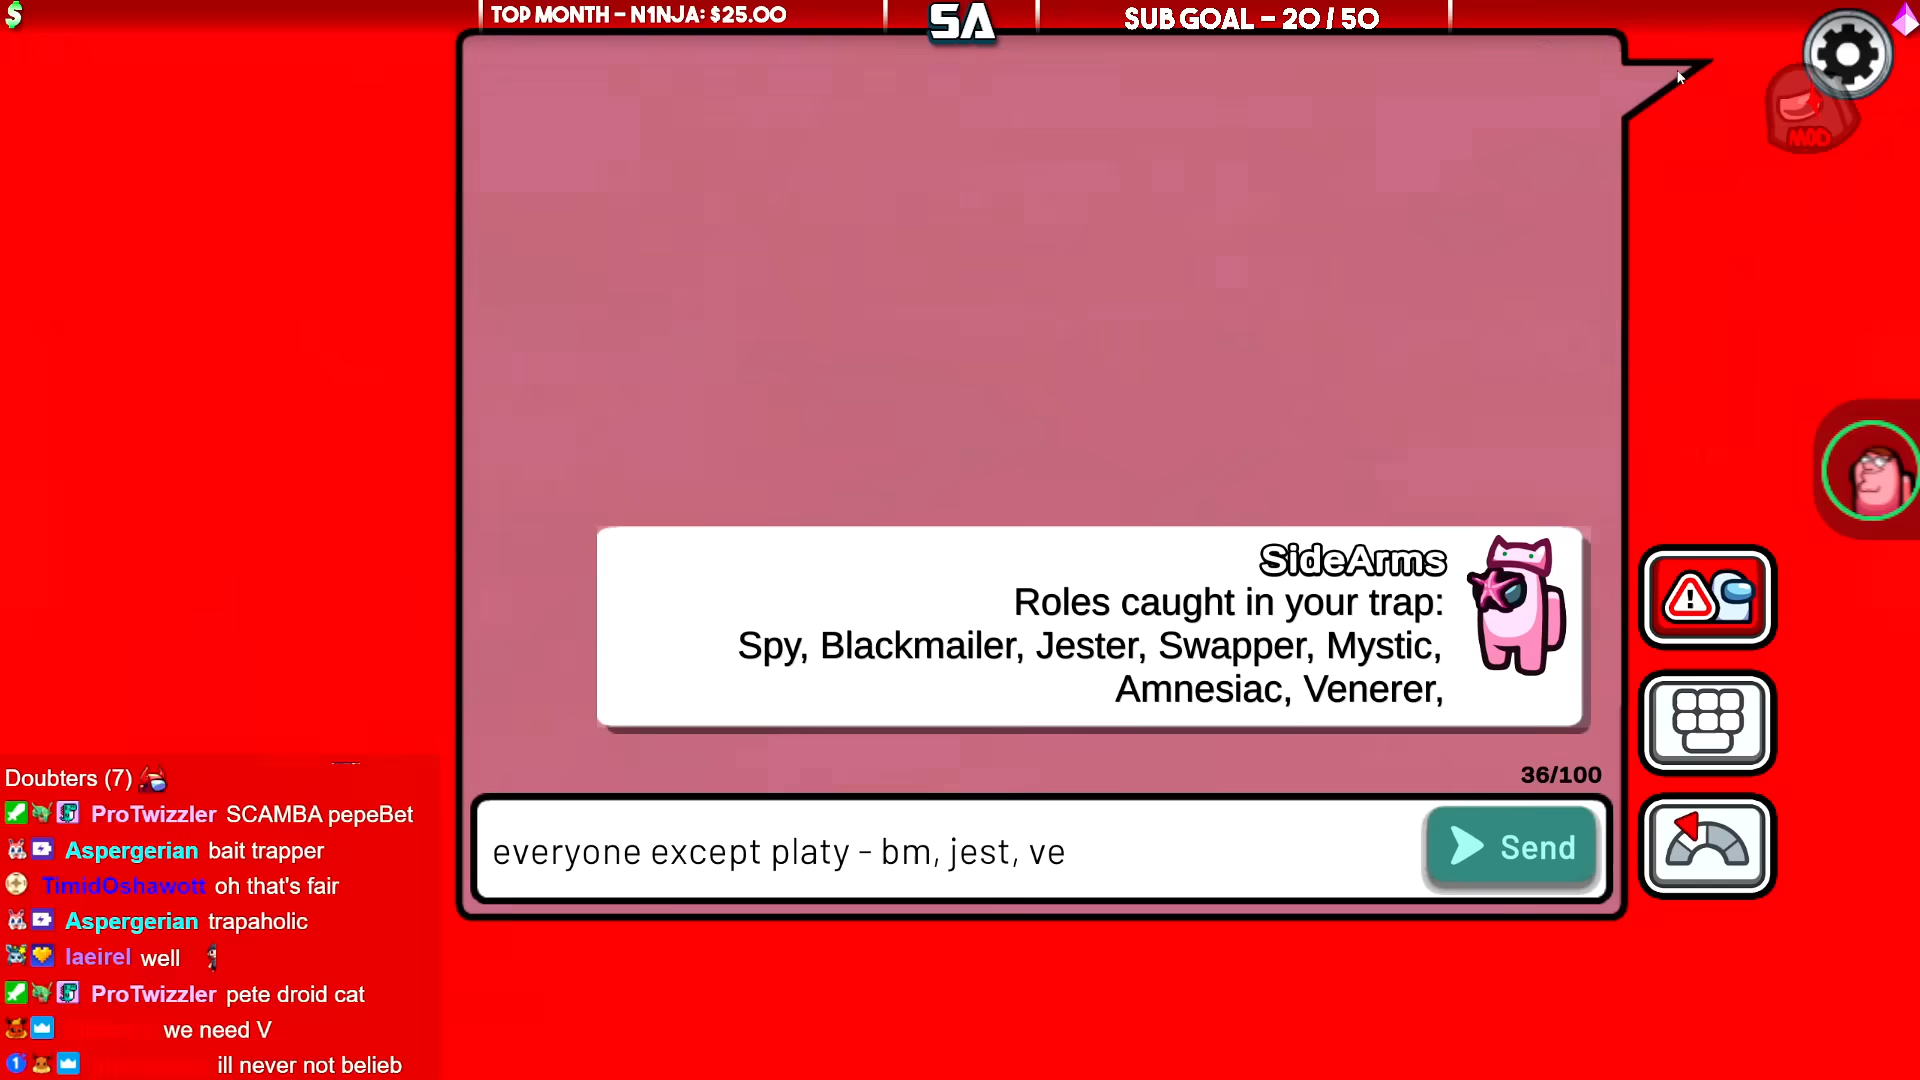 $
TOP MONTH - N1NJA: $25.00
SA
SUB GOAL - 20 / 50
MOD
SideArms
Roles caught in your trap:
Spy, Blackmailer, Jester, Swapper, Mystic,
Amnesiac, Venerer,
36/100
everyone except platy - bm, jest, ve
Send
Doubters (7)
ProTwizzler SCAMBA pepeBet
Aspergerian bait trapper
TimidOshawott oh that's fair
Aspergerian trapaholic
laeirel well
ProTwizzler pete droid cat
we need V
1 ill never not belieb